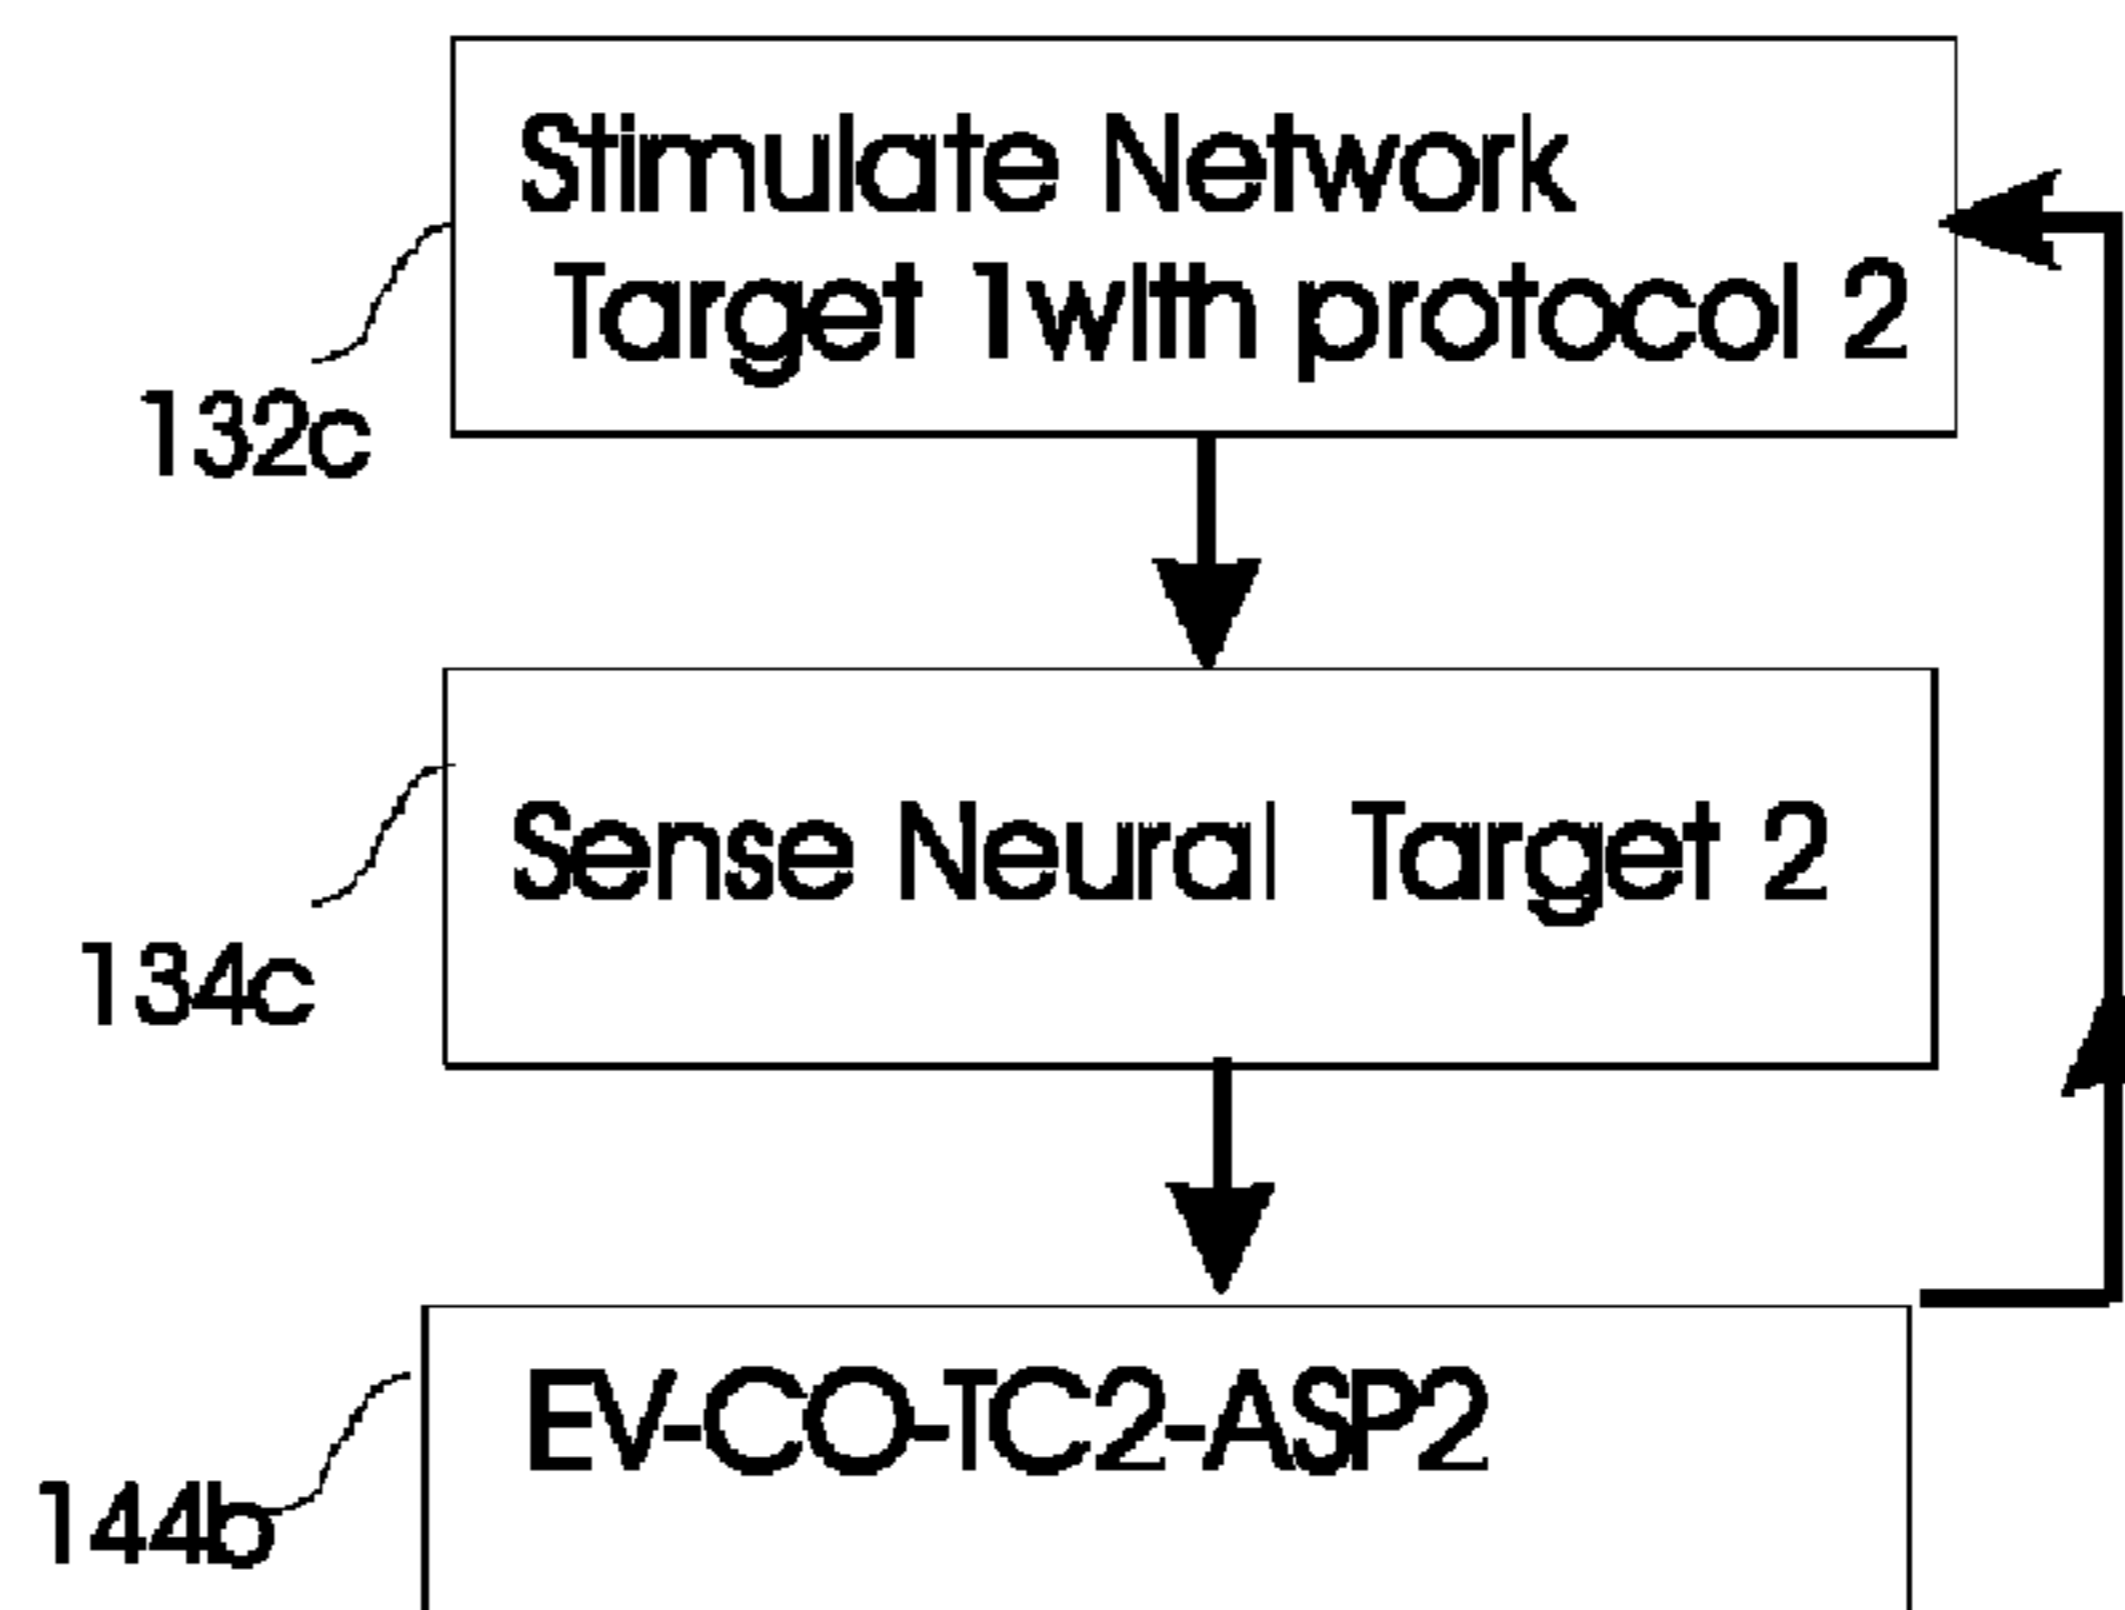 Stimulate Network
Target 1with protocol 2
132c
Sense Neural Target 2
134c
EV-CO-TC2-ASP2
144b